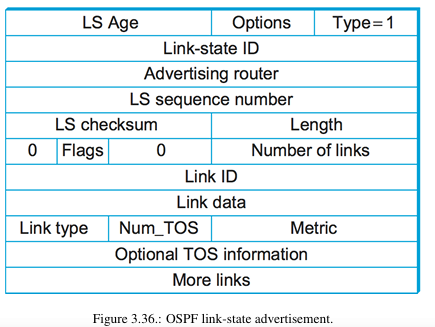 LS Age Options Type=1
Link-state ID
Advertising router
LS sequence number
LS checksum Length
0 Flags 0 Number of links
Link ID
Link data
Link type Num_TOS Metric
Optional TOS information
More links
Figure 3.36.: OSPF link-state advertisement.